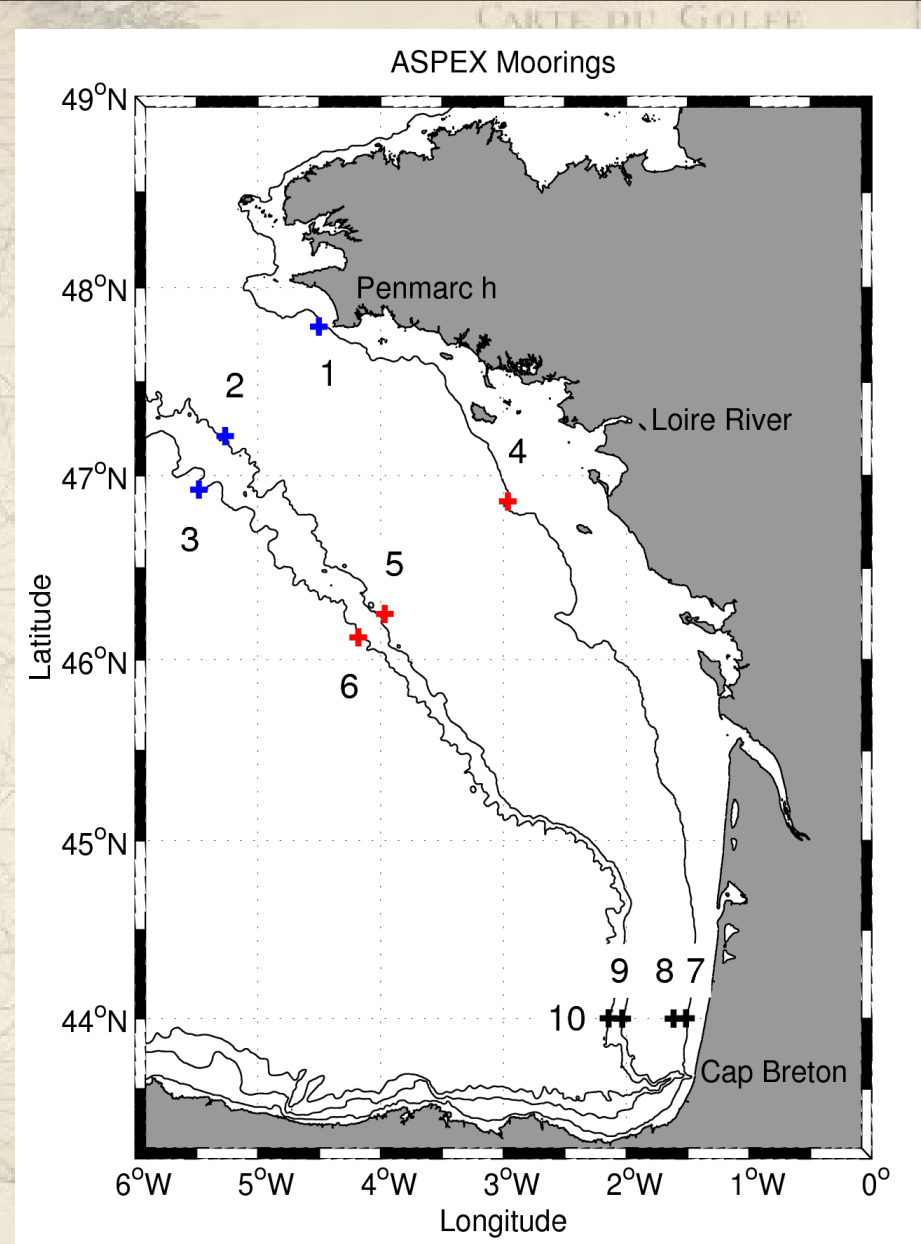 CARTE DU GOLFE
ASPEX Moorings
49°N
48°N
Penmarc h
1
2
Loire River
4
47°N
3
5
Latitude
46°N
6
45°N
9 8 7
10
44°N
Cap Breton
6°W 5°W 4°W 3°W 2°W 1°W 0°
Longitude